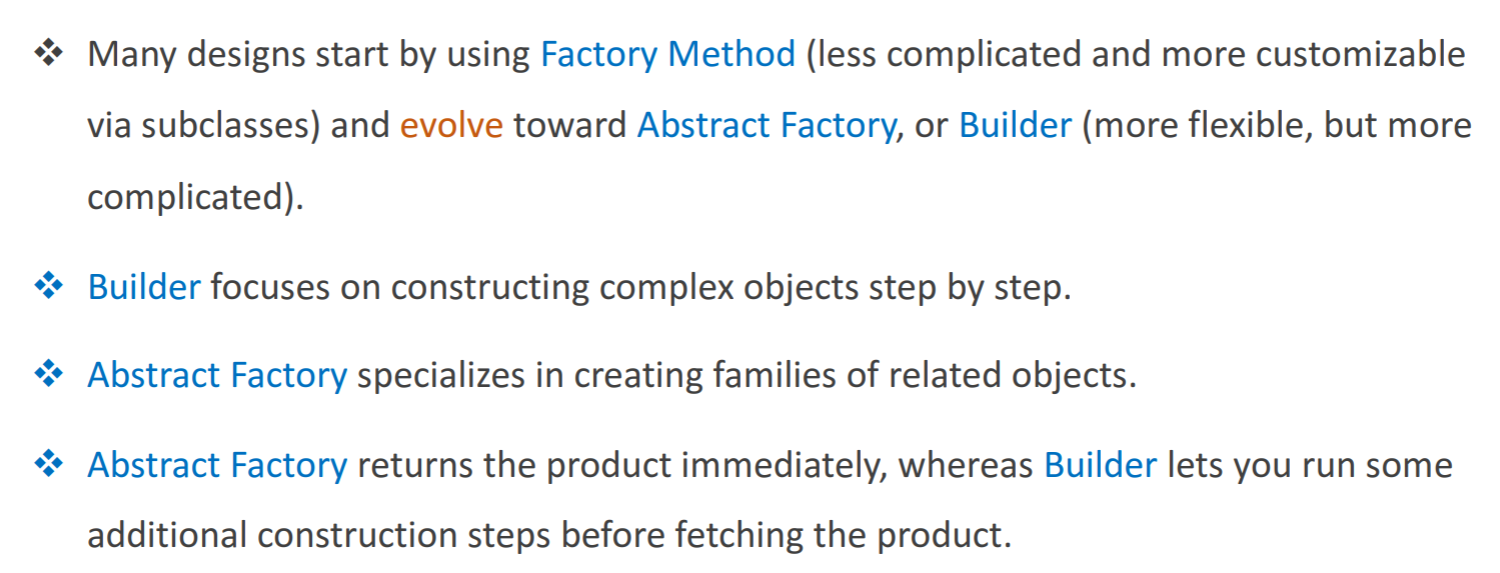 ❖ Many designs start by using Factory Method (less complicated and more customizable
via subclasses) and evolve toward Abstract Factory, or Builder (more flexible, but more
complicated).
❖ Builder focuses on constructing complex objects step by step.
❖ Abstract Factory specializes in creating families of related objects.
❖ Abstract Factory returns the product immediately, whereas Builder lets you run some
additional construction steps before fetching the product.